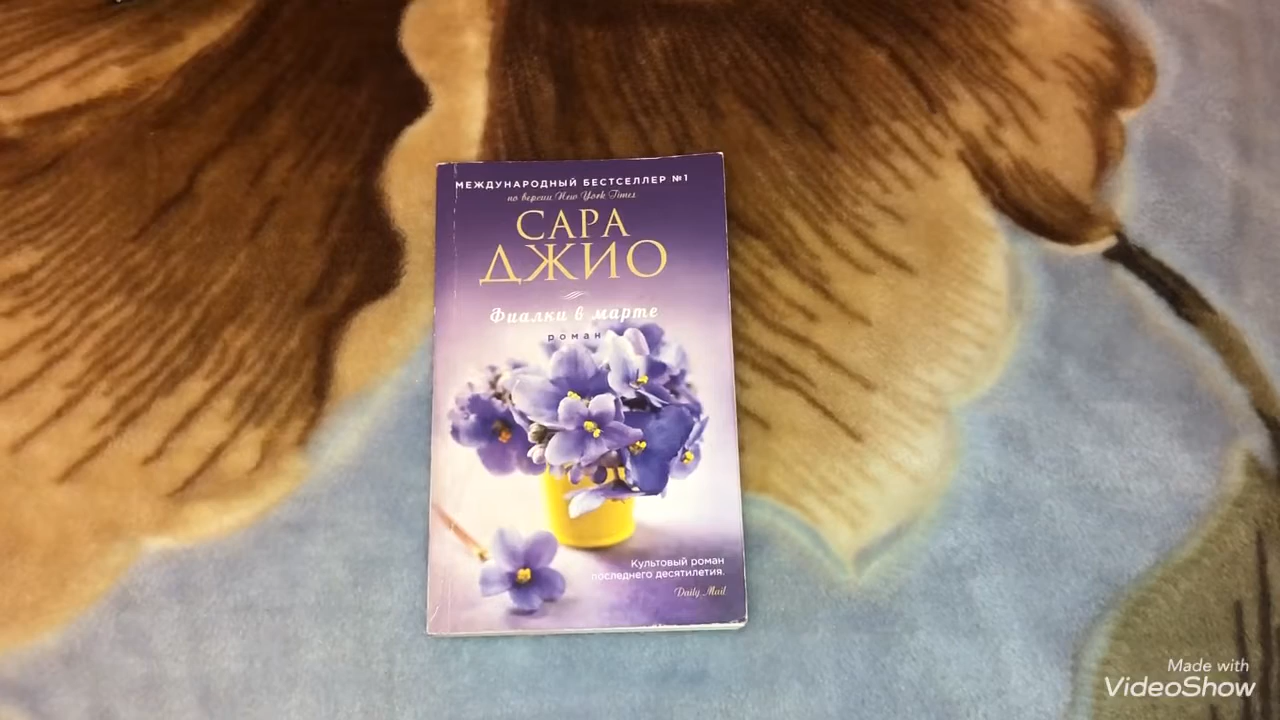 МЕЖДУНАРОДНЫЙ БЕСТСЕЛЛЕР №1
по версии New York Times
САРА
ДЖИО
Фиалки в марте
роман
Культовый роман
последнего десятилетия.
Daily Mail
Made with
VideoShow